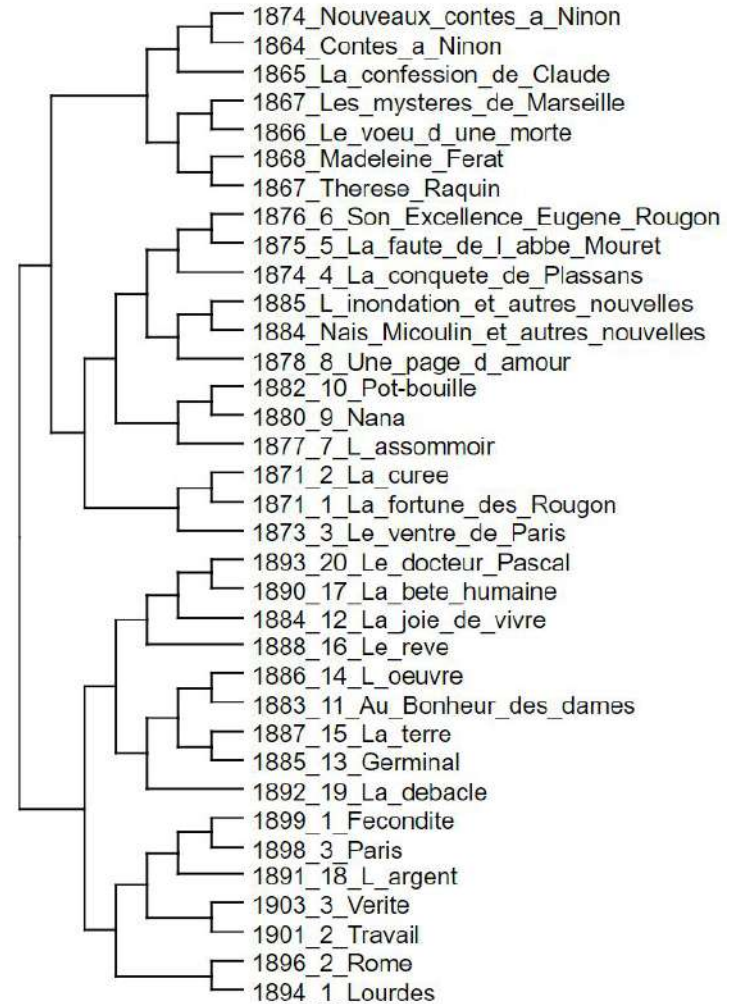 1874_Nouveaux_contes_a_Ninon
1864_Contes_a_Ninon
1865_La_confession_de_Claude
1867_Les_mysteres_de_Marseille
1866_Le_voeu_d_une_morte
1868_Madeleine_Ferat
1867_Therese_Raquin
1876_6_Son_Excellence_Eugene_Rougon
1875_5_La_faute_de_l_abbe_Mouret
1874_4_La_conquete_de_Plassans
1885_L_inondation_et_autres_nouvelles
1884_Nais_Micoulin_et_autres_nouvelles
1878_8_Une_page_d_amour
1882_10_Pot-bouille
1880_9_Nana
1877_7_L_assommoir
1871_2_La_curee
1871_1_La_fortune_des_Rougon
1873_3_Le_ventre_de_Paris
1893_20_Le_docteur_Pascal
1890_17_La_bete_humaine
1884_12_La_joie_de_vivre
1888_16_Le_reve
1886_14_L_oeuvre
1883_11_Au_Bonheur_des_dames
1887_15_La_terre
1885_13_Germinal
1892_19_La_debacle
1899_1_Fecondite
1898_3_Paris
1891_18_L_argent
1903_3_Verite
1901_2_Travail
1896_2_Rome
1894_1_Lourdes